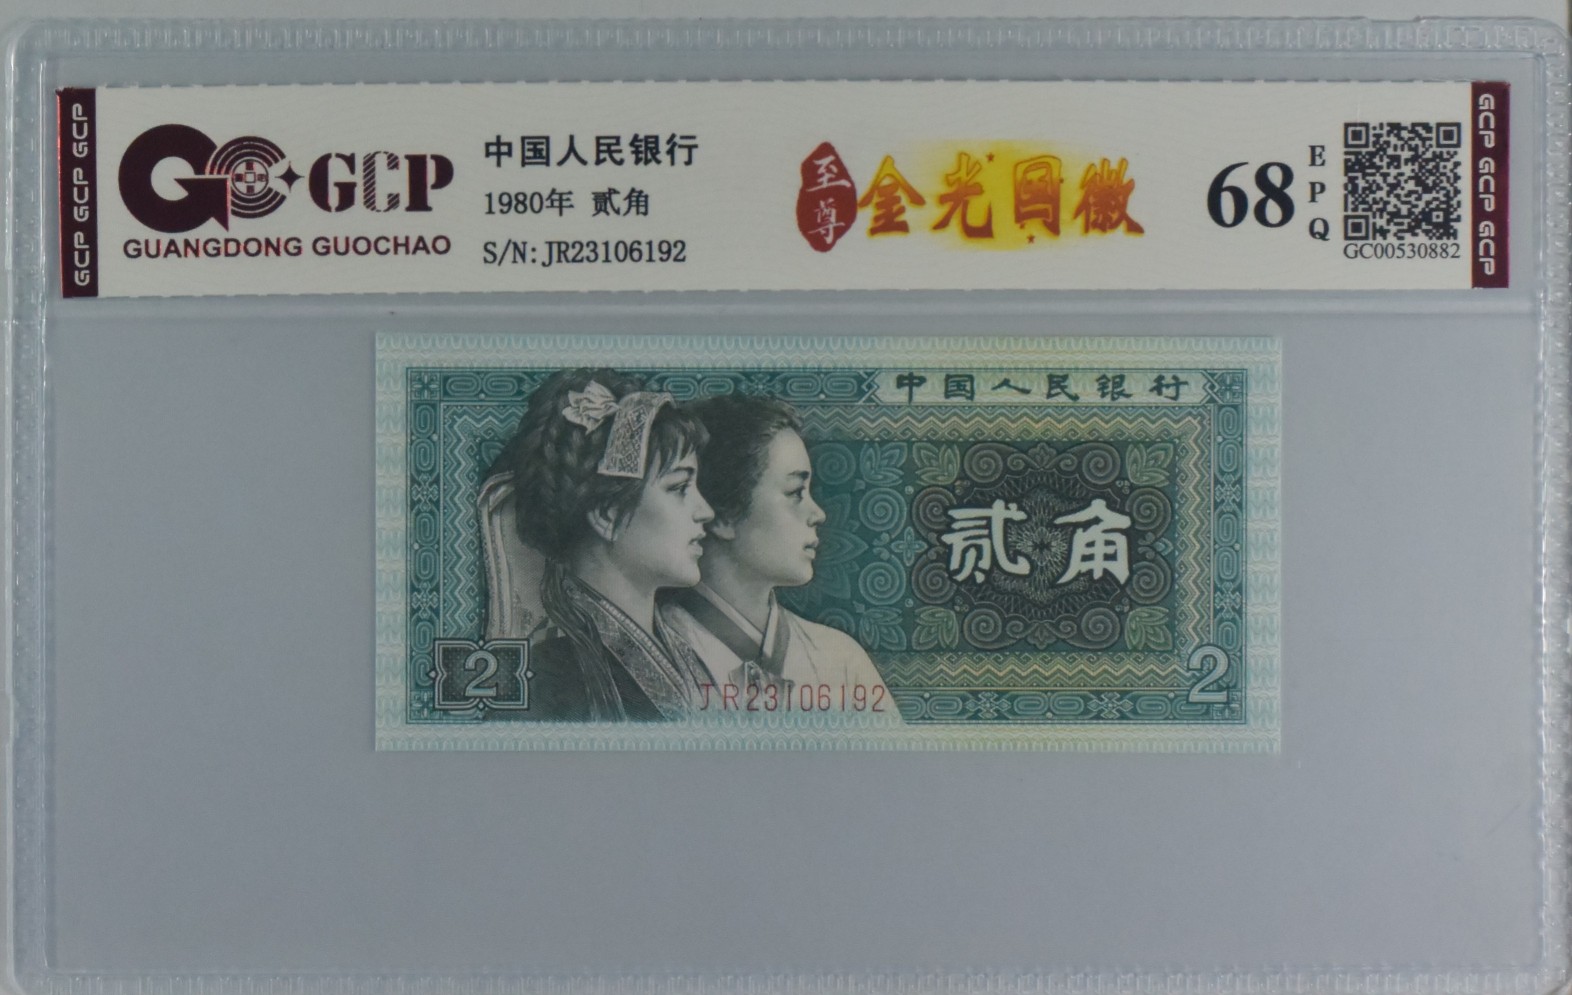 GCP GCP GCP
GCP
GUANGDONG GUOCHAO
中国人民银行
1980年 贰角
S/N:JR23106192
至尊
金光国徽
68
EPQ
GC00530882
GCP GCP GCP
中国人民银行
贰角
2
JR23106192
2